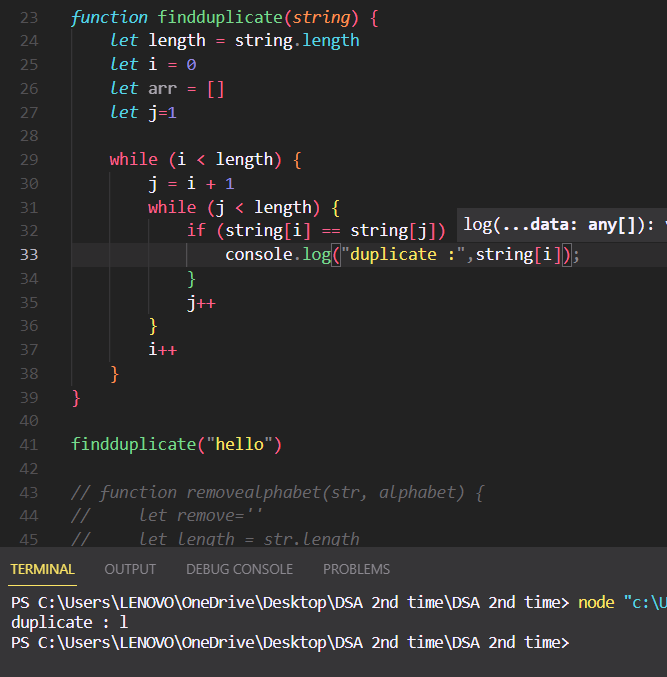 23 function findduplicate(string) {
24 let length = string.length
25 let i = 0
26 let arr = []
27 let j=1
28
29 while (i < length) {
30 j = i + 1
31 while (j < length) {
32 if (string[i] == string[j]) log(...data: any[]):
33 console.log("duplicate :",string[i]);
34 }
35 j++
36 }
37 i++
38 }
39 }
40
41 findduplicate("hello")
42
43 // function removealphabet(str, alphabet) {
44 // let remove=''
45 // let length = str.length
TERMINAL OUTPUT DEBUG CONSOLE PROBLEMS
PS C:\Users\LENOVO\OneDrive\Desktop\DSA 2nd time\DSA 2nd time> node "c:\U
duplicate : l
PS C:\Users\LENOVO\OneDrive\Desktop\DSA 2nd time\DSA 2nd time>